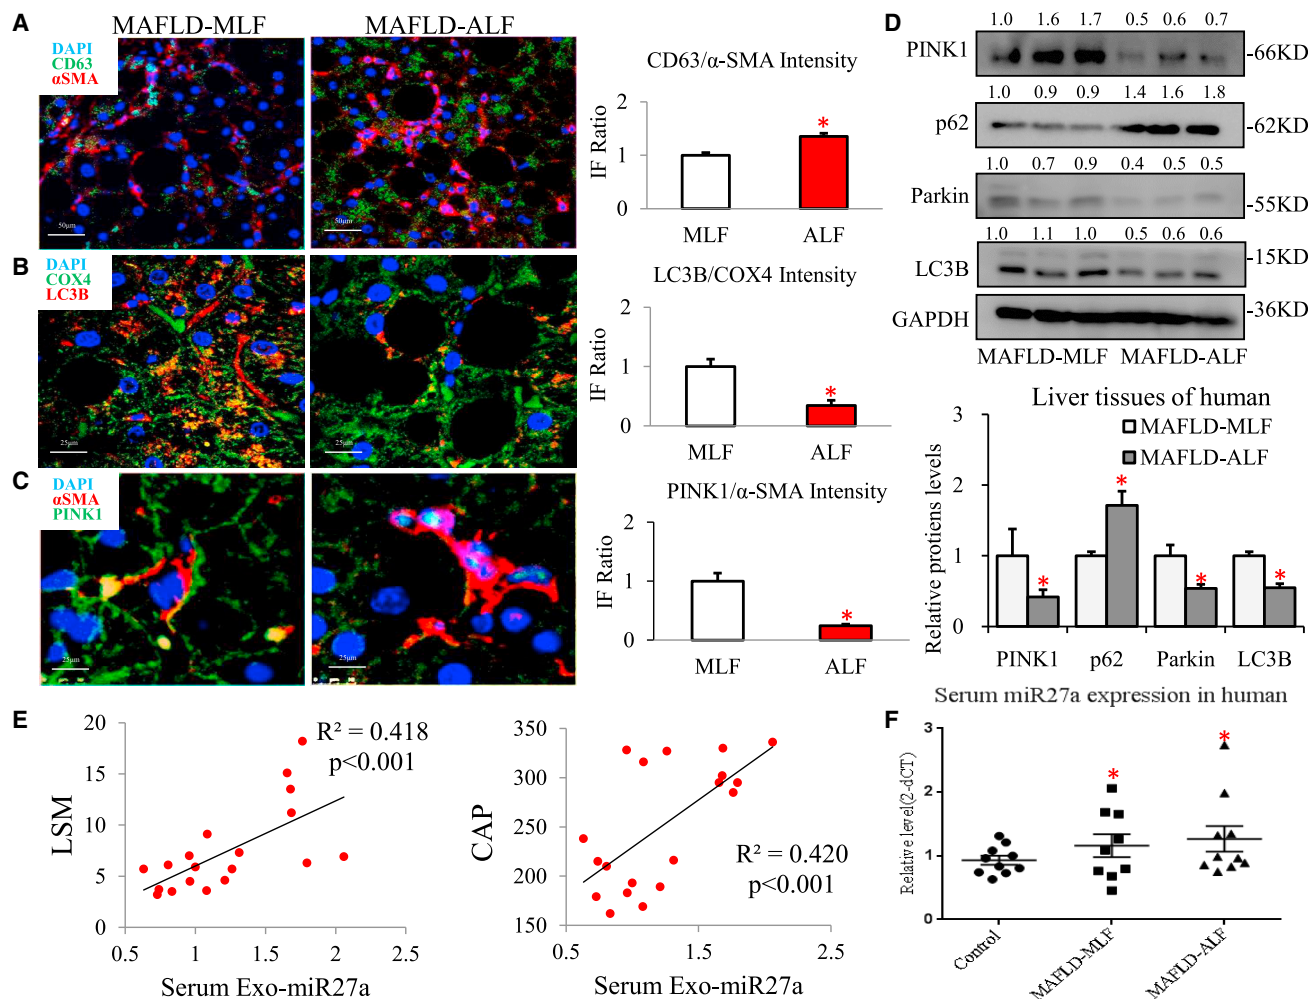 A
MAFLD-MLF
MAFLD-ALF
DAPI
CD63
αSMA
50μm
50μm
CD63/α-SMA Intensity
IF Ratio
2
1
0
*
MLF
ALF
B
DAPI
COX4
LC3B
25μm
25μm
LC3B/COX4 Intensity
IF Ratio
2
1
0
*
MLF
ALF
C
DAPI
αSMA
PINK1
25μm
25μm
PINK1/α-SMA Intensity
IF Ratio
2
1
0
*
MLF
ALF
D
1.0 1.6 1.7 0.5 0.6 0.7
PINK1
-66KD
1.0 0.9 0.9 1.4 1.6 1.8
p62
-62KD
1.0 0.7 0.9 0.4 0.5 0.5
Parkin
-55KD
1.0 1.1 1.0 0.5 0.6 0.6
LC3B
-15KD
GAPDH
-36KD
MAFLD-MLF MAFLD-ALF
Liver tissues of human
MAFLD-MLF
MAFLD-ALF
Relative protiens levels
3
2
1
0
*
*
*
*
PINK1 p62 Parkin LC3B
E
LSM
20
15
10
5
0
R² = 0.418
p<0.001
0.5 1 1.5 2 2.5
Serum Exo-miR27a
CAP
350
300
250
200
150
R² = 0.420
p<0.001
0.5 1.5 2.5
Serum Exo-miR27a
Serum miR27a expression in human
F
Relative level(2-dCT)
3
2
1
0
*
*
Control
MAFLD-MLF
MAFLD-ALF